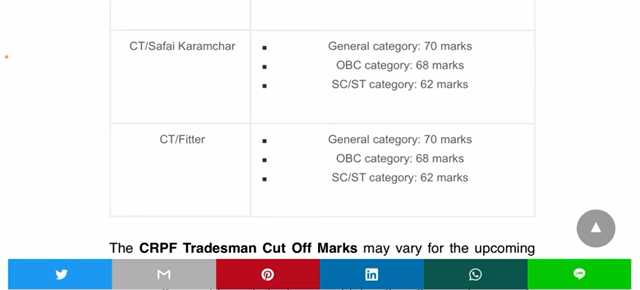 CT/Safai Karamchar
General category: 70 marks
OBC category: 68 marks
SC/ST category: 62 marks
CT/Fitter
General category: 70 marks
OBC category: 68 marks
SC/ST category: 62 marks
The CRPF Tradesman Cut Off Marks may vary for the upcoming